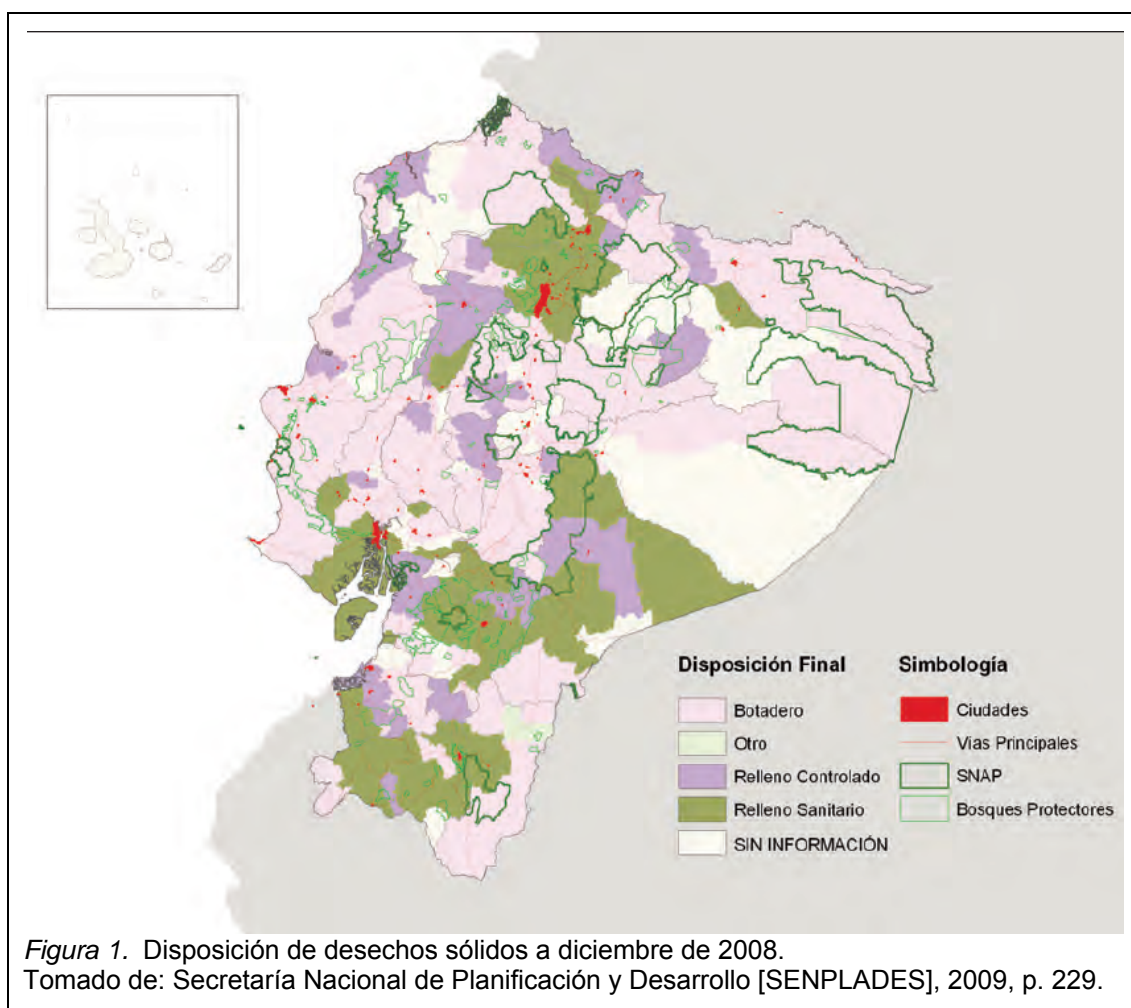 Disposición Final
Botadero
Otro
Relleno Controlado
Relleno Sanitario
SIN INFORMACIÓN
Simbología
Ciudades
Vias Principales
SNAP
Bosques Protectores
Figura 1. Disposición de desechos sólidos a diciembre de 2008.
Tomado de: Secretaría Nacional de Planificación y Desarrollo [SENPLADES], 2009, p. 229.